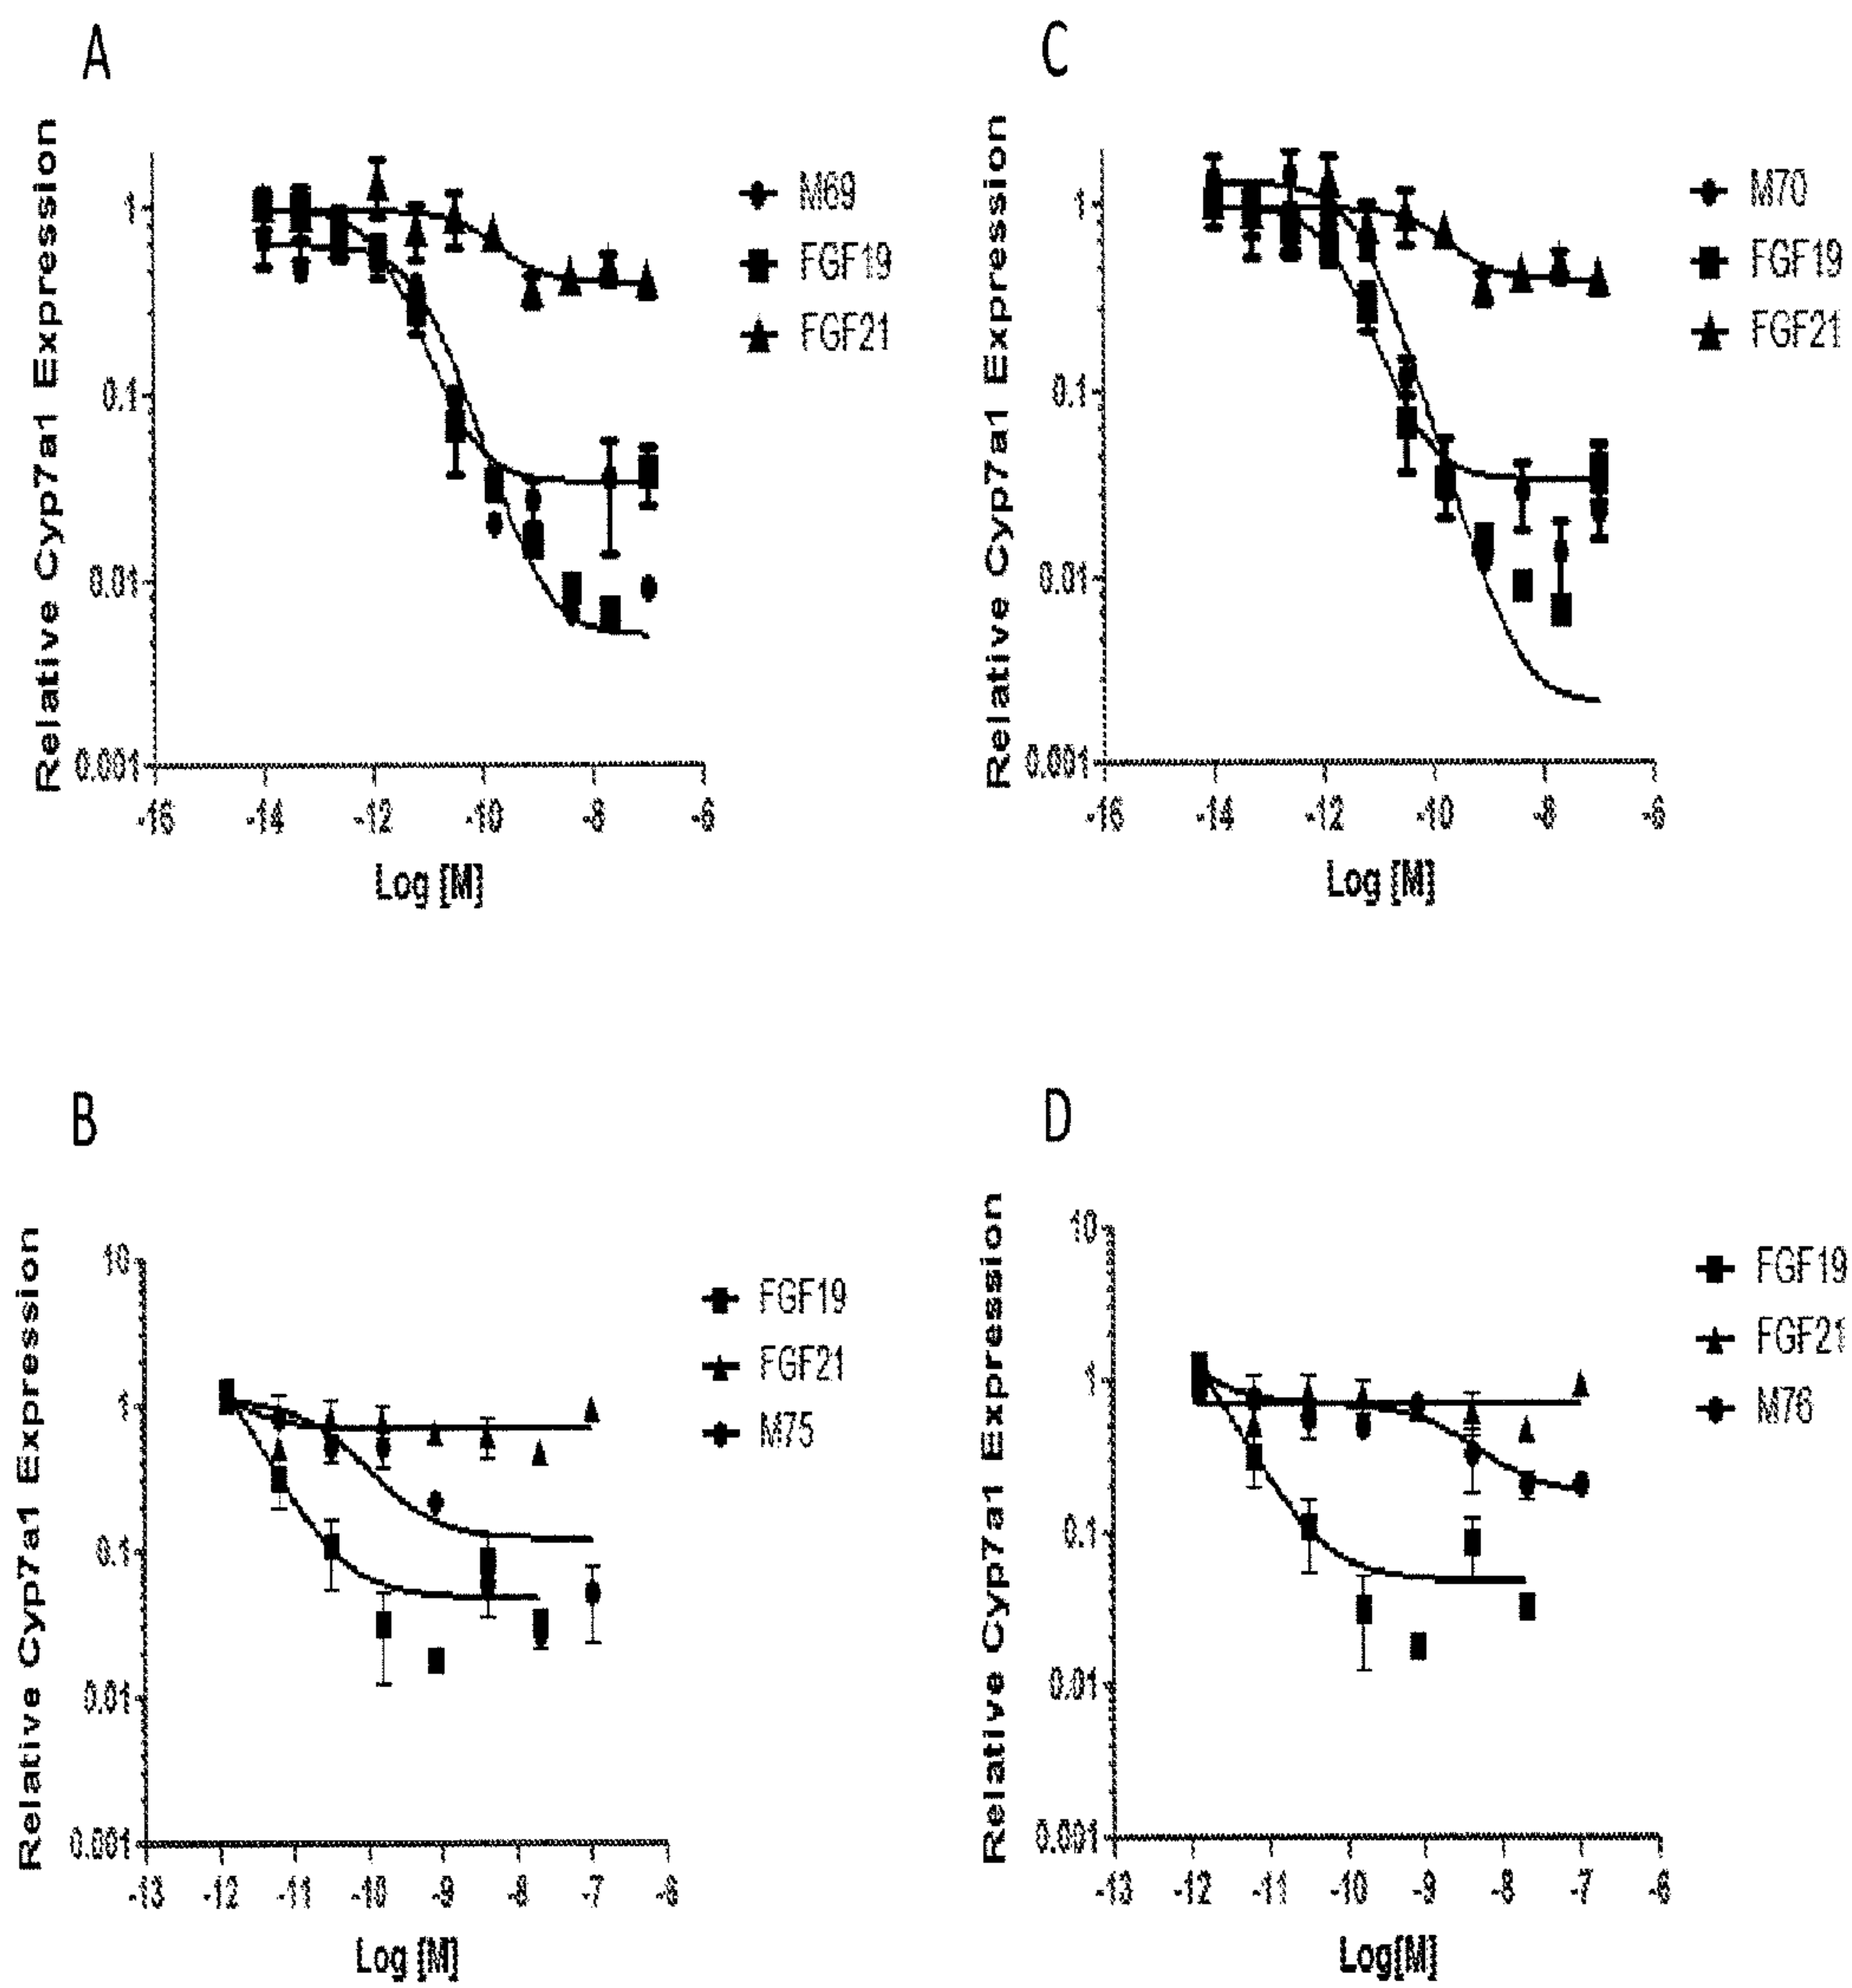 A
Relative Cyp7a1 Expression
1
0.1
0.01
0.001
-16
-14
-12
-10
-8
-6
Log [M]
M69
FGF19
FGF21
C
Relative Cyp7a1 Expression
1
0.1
0.01
0.001
-16
-14
-12
-10
-8
-6
Log [M]
M70
FGF19
FGF21
B
Relative Cyp7a1 Expression
10
1
0.1
0.01
0.001
-13
-12
-11
-10
-9
-8
-7
-6
Log [M]
FGF19
FGF21
M75
D
Relative Cyp7a1 Expression
10
1
0.1
0.01
0.001
-13
-12
-11
-10
-9
-8
-7
-6
Log[M]
FGF19
FGF21
M76